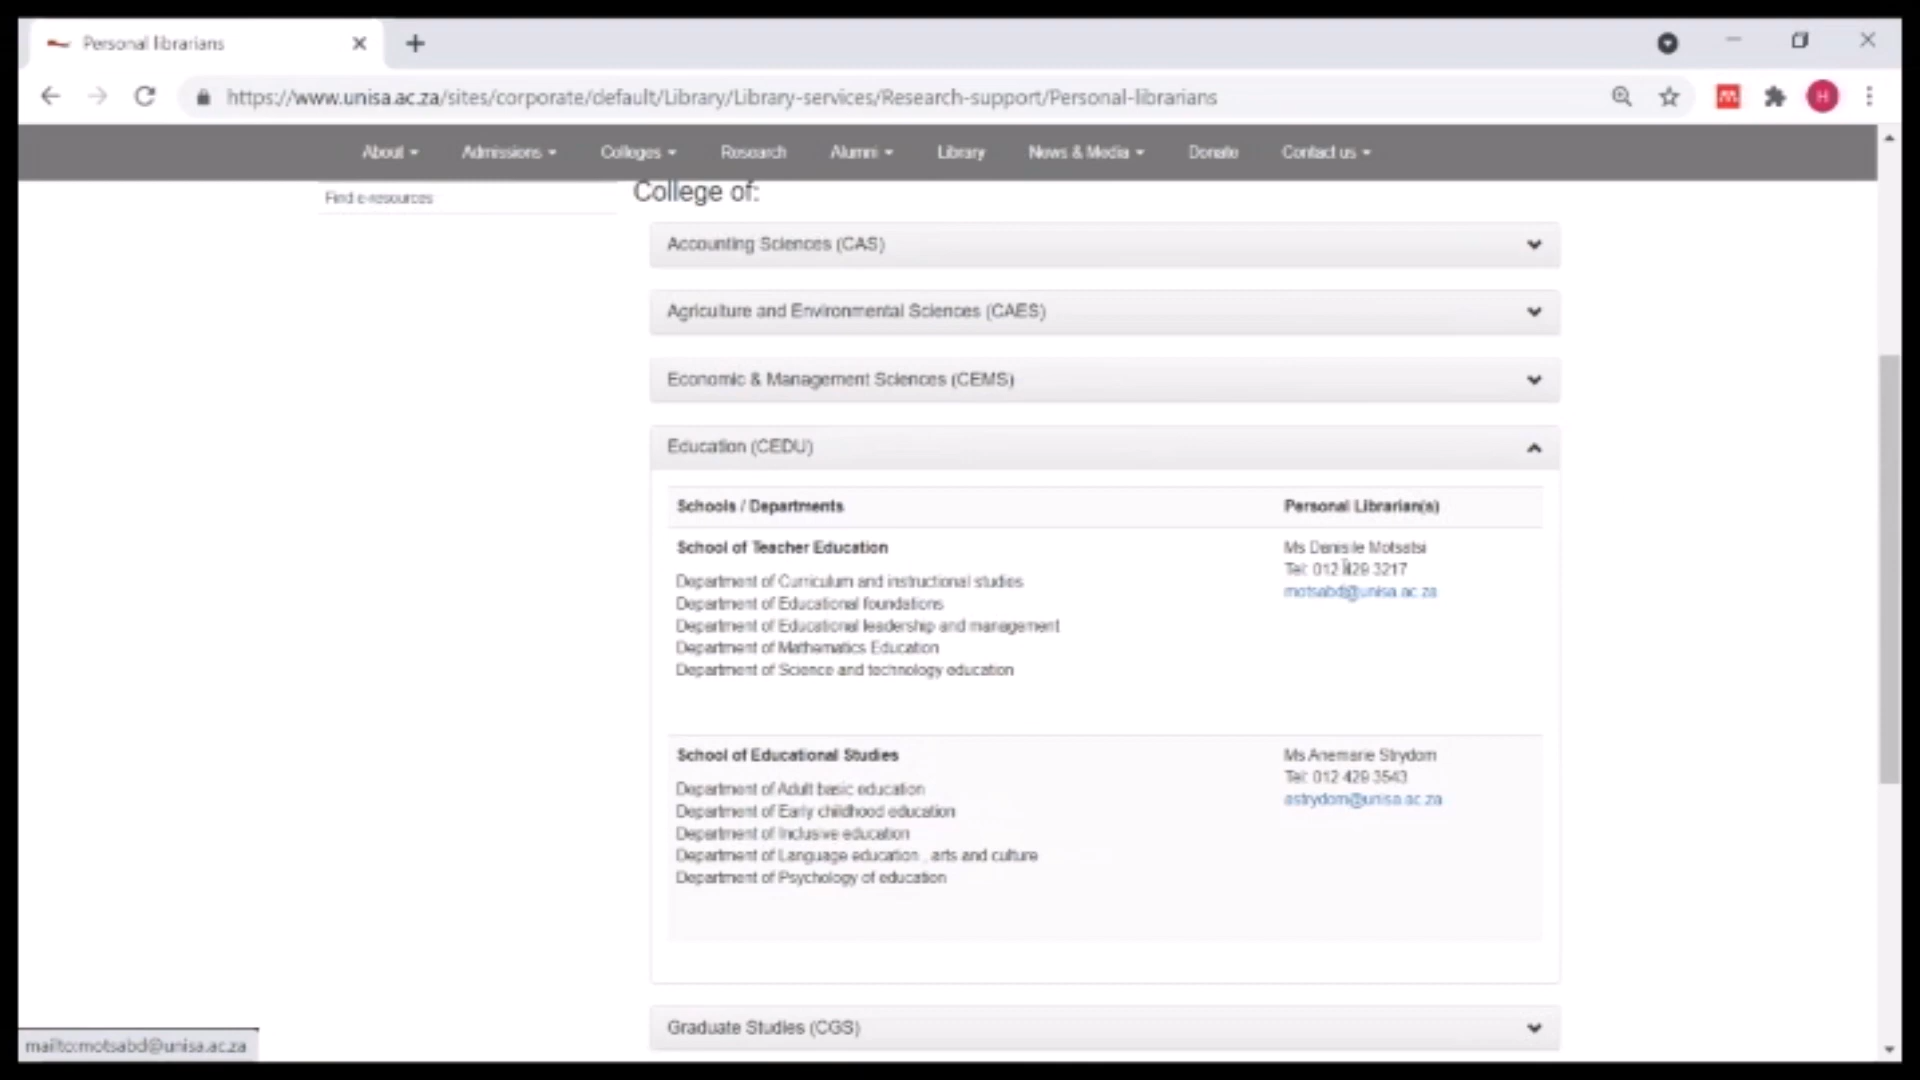 Personal librarians
https://www.unisa.ac.za/sites/corporate/default/Library/Library-services/Research-support/Personal-librarians
H
About Admissions Colleges Research Alumni Library News & Media Donate Contact us
Find e-resources
College of:
Accounting Sciences (CAS)
Agriculture and Environmental Sciences (CAES)
Economic & Management Sciences (CEMS)
Education (CEDU)
Schools / Departments Personal Librarian(s)
School of Teacher Education Ms Danisile Motsatsi
Tel: 012 429 3217
Department of Curriculum and instructional studies
motsabd@unisa.ac.za
Department of Educational foundations
Department of Educational leadership and management
Department of Mathematics Education
Department of Science and technology education
School of Educational Studies Ms Anemarie Strydom
Tel: 012 429 3543
Department of Adult basic education
astrydom@unisa.ac.za
Department of Early childhood education
Department of Inclusive education
Department of Language education , arts and culture
Department of Psychology of education
Graduate Studies (CGS)
mailto:motsabd@unisa.ac.za